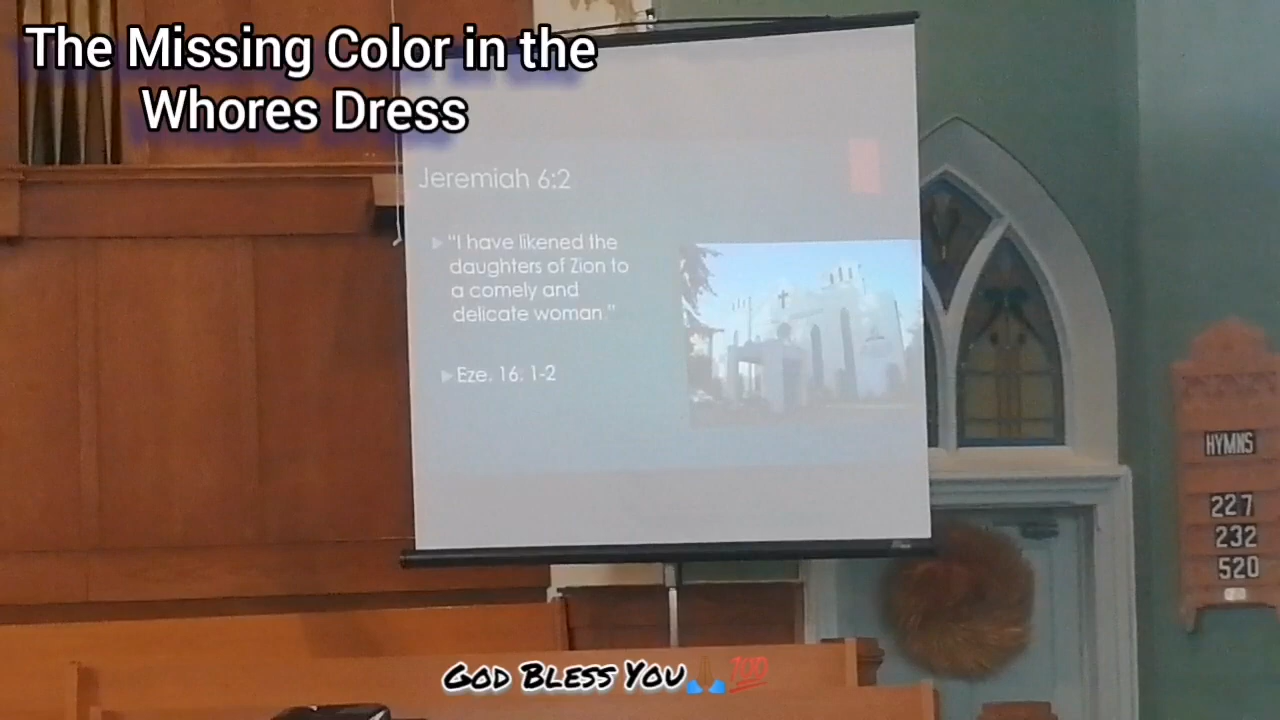 The Missing Color in the
Whores Dress
Jeremiah 6:2
"I have likened the
daughters of Zion to
a comely and
delicate woman."
Eze. 16: 1-2
HYMNS
227
232
520
God Bless You🙏🏾💯